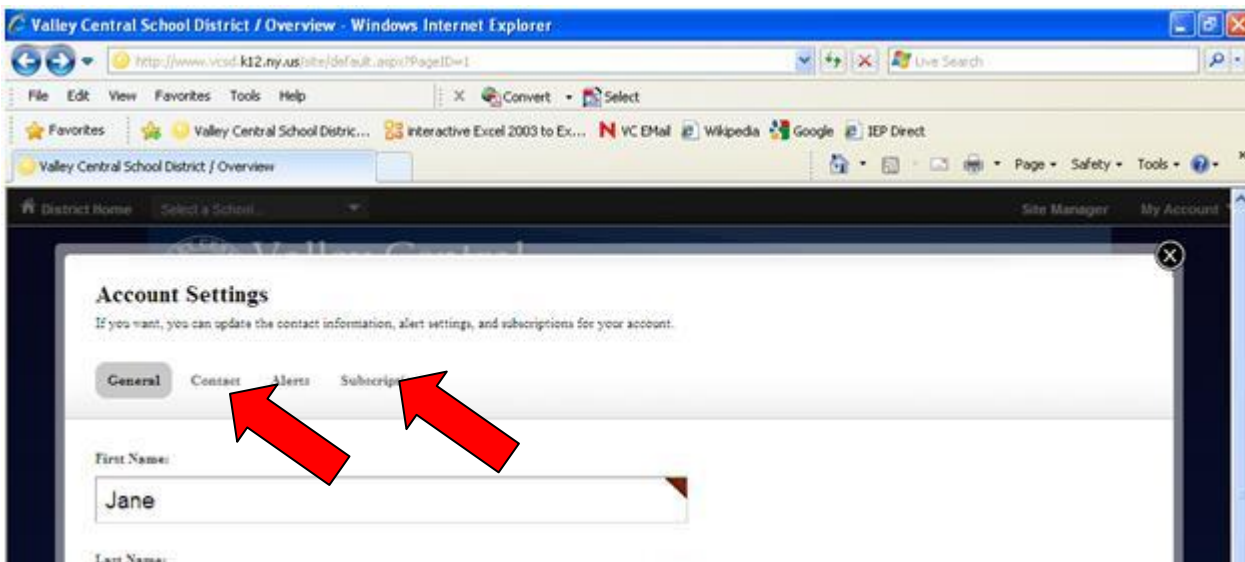 Valley Central School District / Overview - Windows Internet Explorer
http://www.vcsd.k12.ny.us/site/default.aspx?PageID=1
Live Search
File Edit View Favorites Tools Help
X Convert Select
Favorites Valley Central School Distric... interactive Excel 2003 to Ex... VC EMail Wikipedia Google IEP Direct
Valley Central School District / Overview
Page Safety Tools
District Home Select a School... Site Manager My Account
Valley Central
Account Settings
If you want, you can update the contact information, alert settings, and subscriptions for your account.
General Contact Alerts
First Name:
Jane
Last Name: